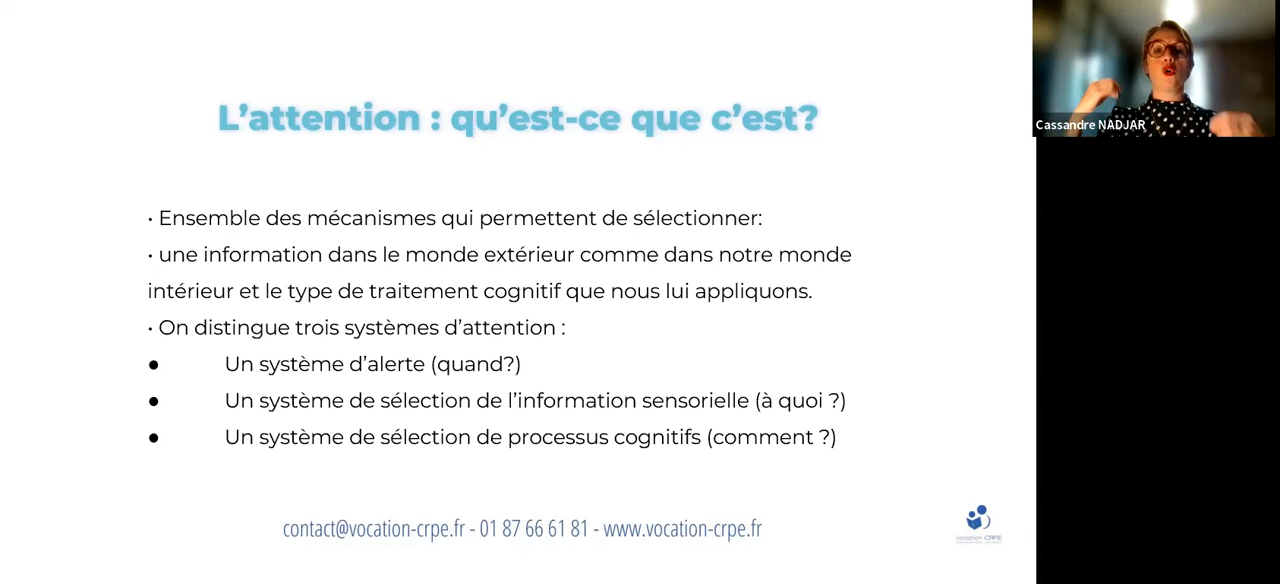 L’attention : qu’est-ce que c’est?
• Ensemble des mécanismes qui permettent de sélectionner:
• une information dans le monde extérieur comme dans notre monde
intérieur et le type de traitement cognitif que nous lui appliquons.
• On distingue trois systèmes d’attention :
● Un système d’alerte (quand?)
● Un système de sélection de l’information sensorielle (à quoi ?)
● Un système de sélection de processus cognitifs (comment ?)
contact@vocation-crpe.fr - 01 87 66 61 81 - www.vocation-crpe.fr
Vocation CRPE
Cassandre NADJAR